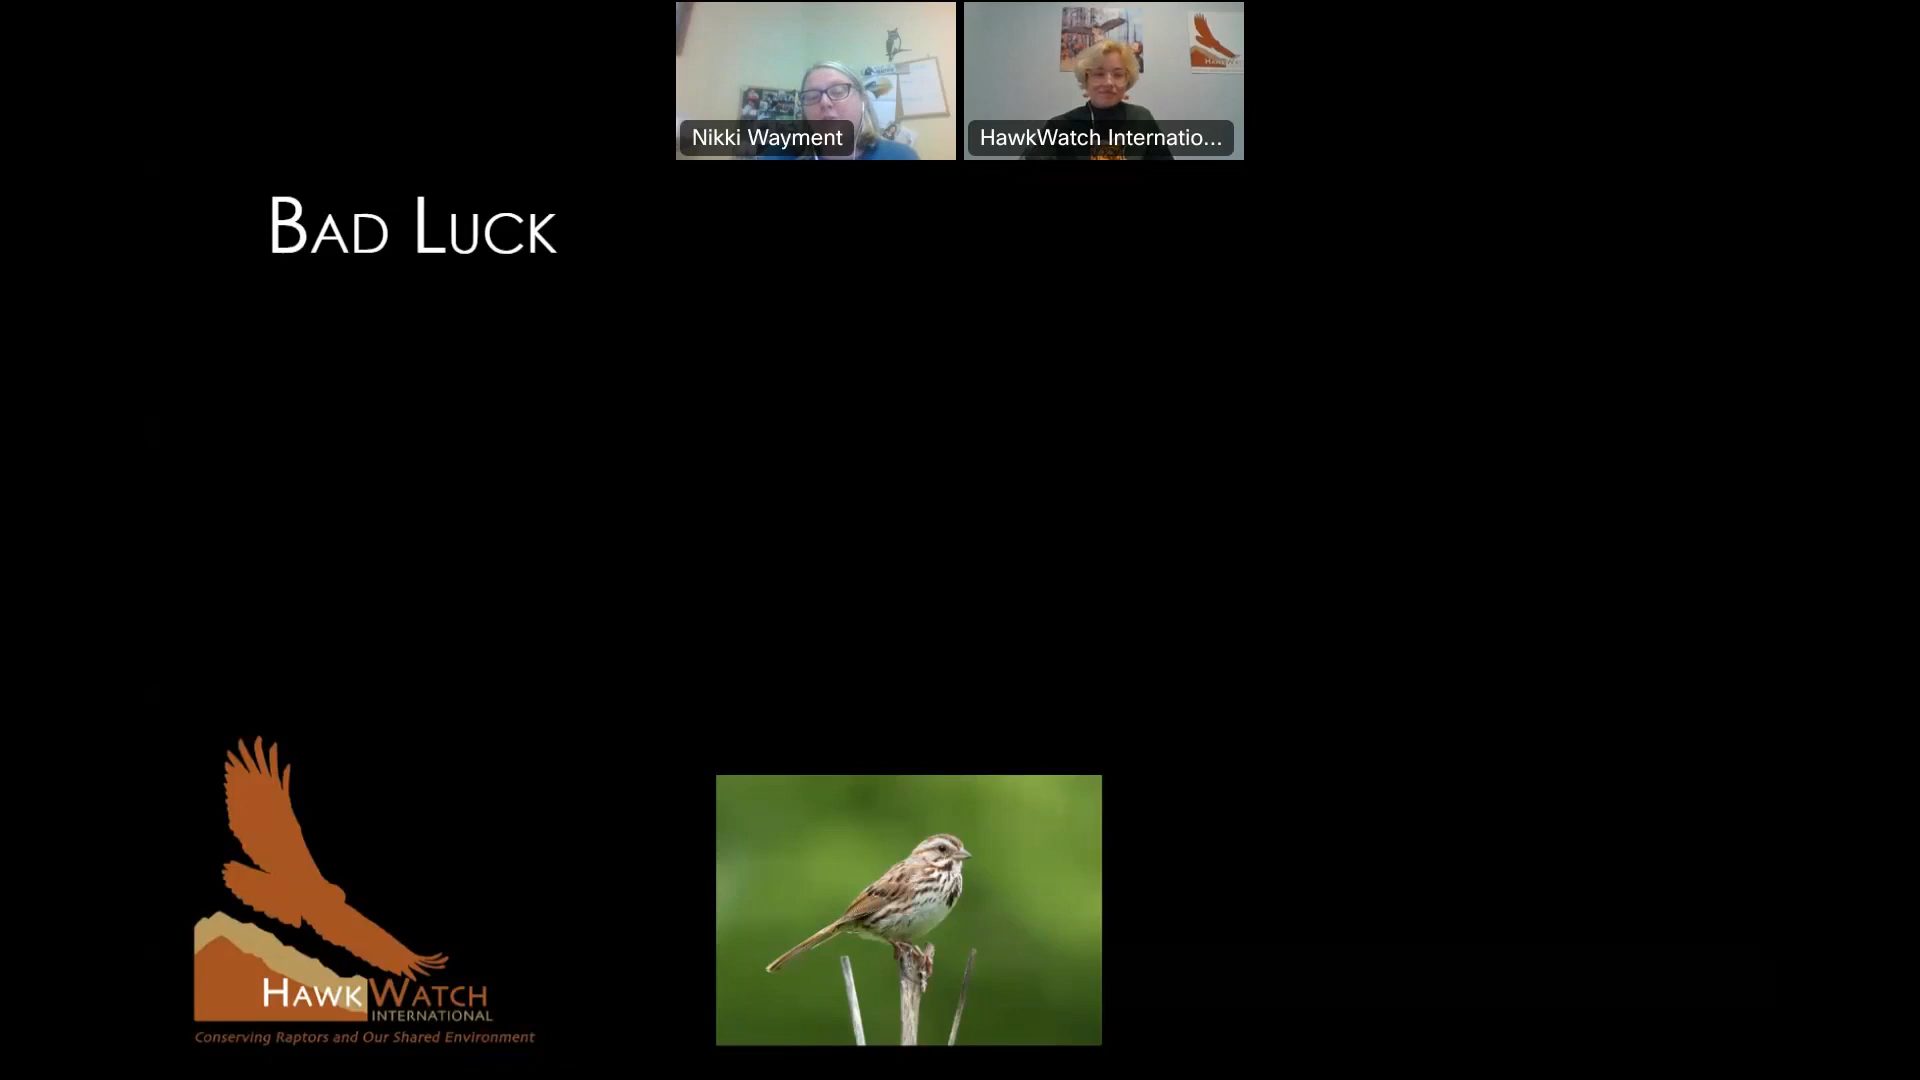 Nikki Wayment
HawkWatch Internatio...
BAD LUCK
HAWKWATCH
INTERNATIONAL
Conserving Raptors and Our Shared Environment